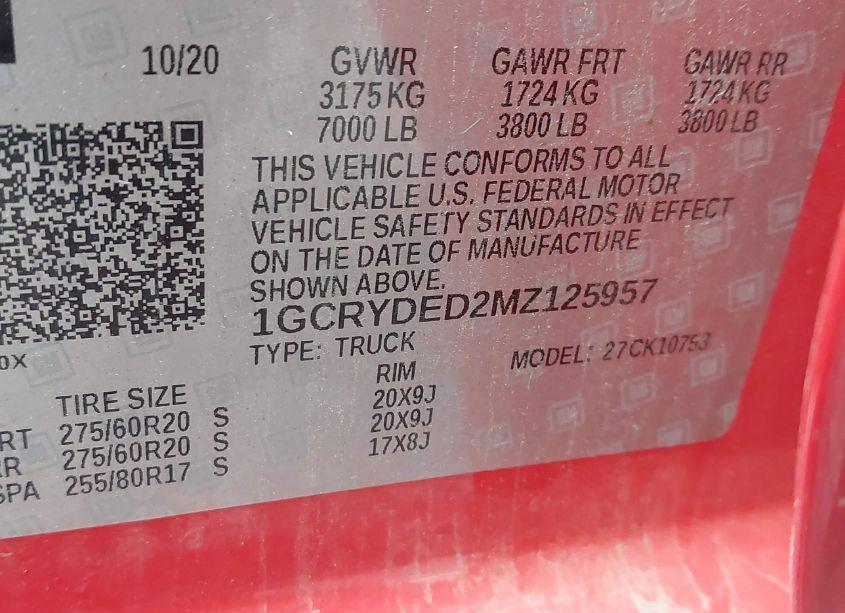 10/20 GVWR GAWR FRT GAWR RR
3175 KG 1724 KG 1724 KG
7000 LB 3800 LB 3800 LB
THIS VEHICLE CONFORMS TO ALL
APPLICABLE U.S. FEDERAL MOTOR
VEHICLE SAFETY STANDARDS IN EFFECT
ON THE DATE OF MANUFACTURE
SHOWN ABOVE.
1GCRYDED2MZ125957
TYPE: TRUCK MODEL: 27CK10753
0X
TIRE SIZE RIM
RT 275/60R20 S 20X9J
RR 275/60R20 S 20X9J
SPA 255/80R17 S 17X8J